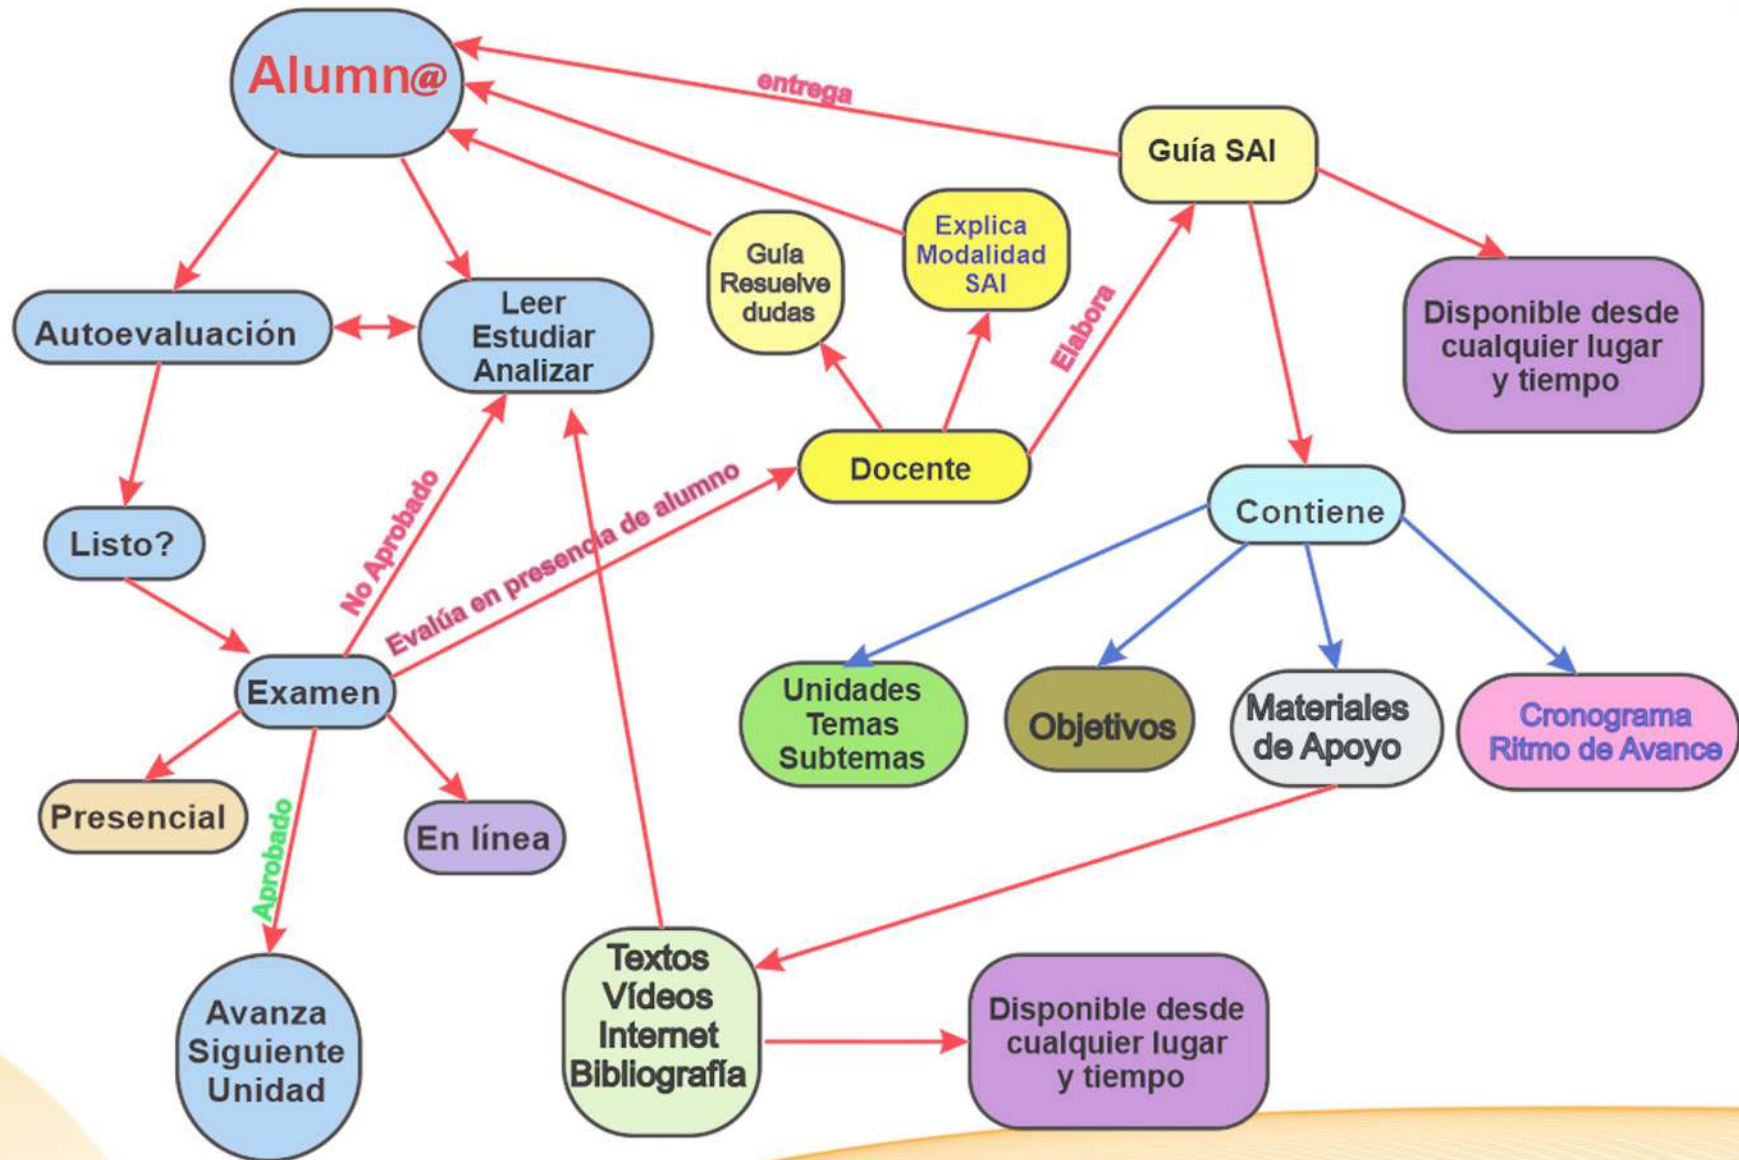 Alumn@
entrega
Guía SAI
Explica
Modalidad
SAI
Guía
Resuelve
dudas
Elabora
Disponible desde
cualquier lugar
y tiempo
Autoevaluación
Leer
Estudiar
Analizar
Docente
Contiene
Listo?
No Aprobado
Evalúa en presencia de alumno
Examen
Unidades
Temas
Subtemas
Objetivos
Materiales
de Apoyo
Cronograma
Ritmo de Avance
Presencial
Aprobado
En línea
Avanza
Siguiente
Unidad
Textos
Vídeos
Internet
Bibliografía
Disponible desde
cualquier lugar
y tiempo